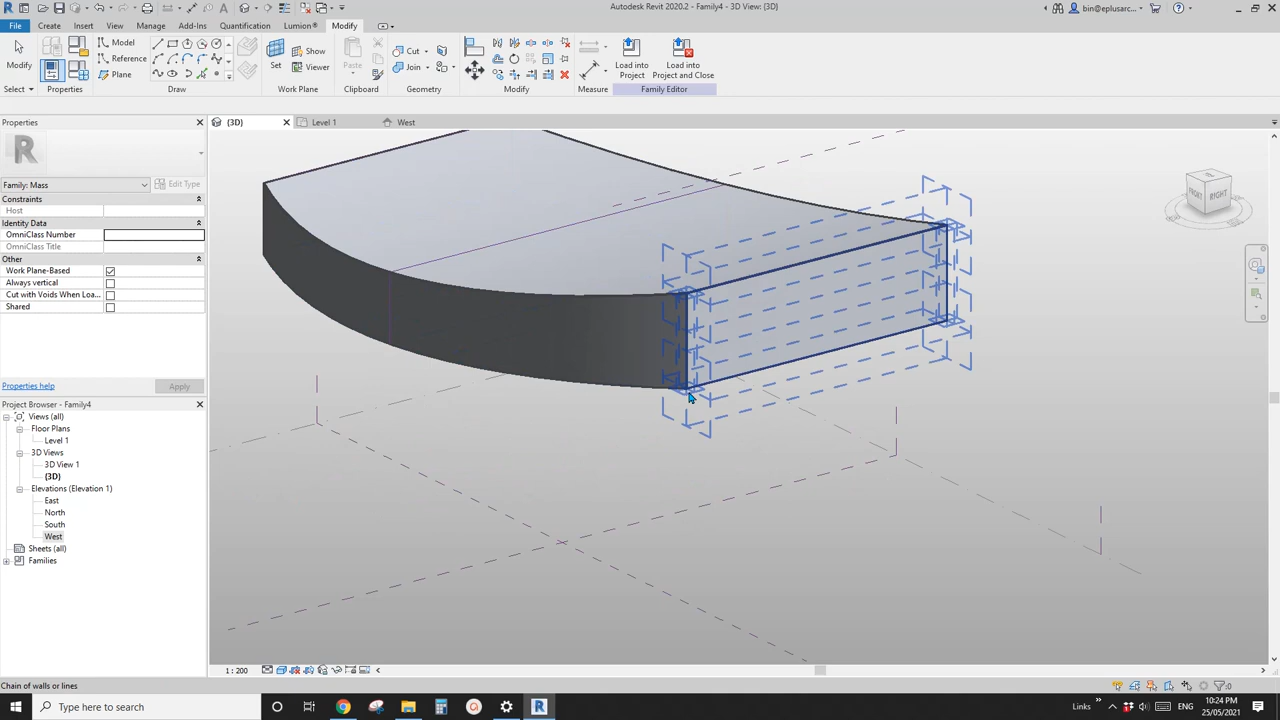 Autodesk Revit 2020.2 - Family4 - 3D View: {3D}
bin@eplusarc...
File Create Insert View Manage Add-Ins Quantification Lumion® Modify
Modify
Model
Reference
Plane
Set
Show
Viewer
Paste
Cut
Join
Load into
Project
Load into
Project and Close
Select Properties Draw Work Plane Clipboard Geometry Modify Measure Family Editor
Properties
{3D} Level 1 West
Family: Mass Edit Type
Constraints
Host
Identity Data
OmniClass Number
OmniClass Title
Other
Work Plane-Based
Always vertical
Cut with Voids When Loa...
Shared
Properties help Apply
Project Browser - Family4
Views (all)
Floor Plans
Level 1
3D Views
3D View 1
{3D}
Elevations (Elevation 1)
East
North
South
West
Sheets (all)
Families
FRONT RIGHT
1 : 200
Chain of walls or lines
:0
Type here to search
Links
ENG
10:24 PM
25/05/2021